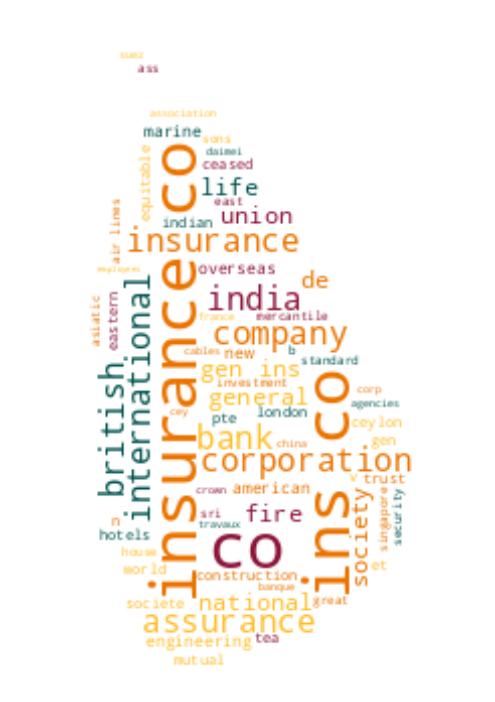 suez
ass
association
marine
sons
daimei
equitable
insurance co
ceased
life
east
union
indian
air lines
insurance
employees
overseas
de
international
india
asiatic
eastern
france
mercantile
company
cables
new
b
standard
british
gen ins
investment
ins co
corp
general
agencies
cey
london
pte
ceylon
bank
gen
china
corporation
v
trust
crown
american
society
singapore
security
sri
fire
n
travaux
hotels
co
house
et
world
construction
banque
societe
national
great
assurance
tea
engineering
mutual